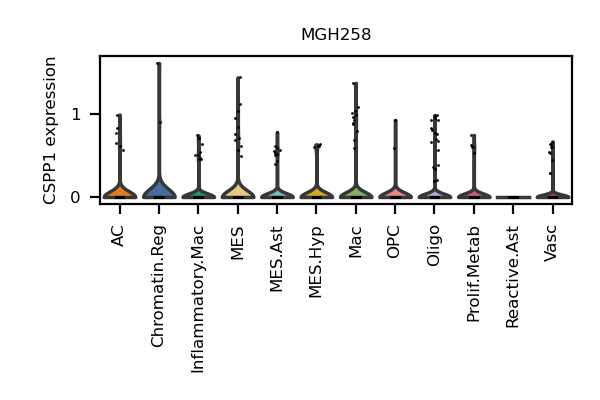 MGH258
CSPP1 expression
1
0
AC
Chromatin.Reg
Inflammatory.Mac
MES
MES.Ast
MES.Hyp
Mac
OPC
Oligo
Prolif.Metab
Reactive.Ast
Vasc